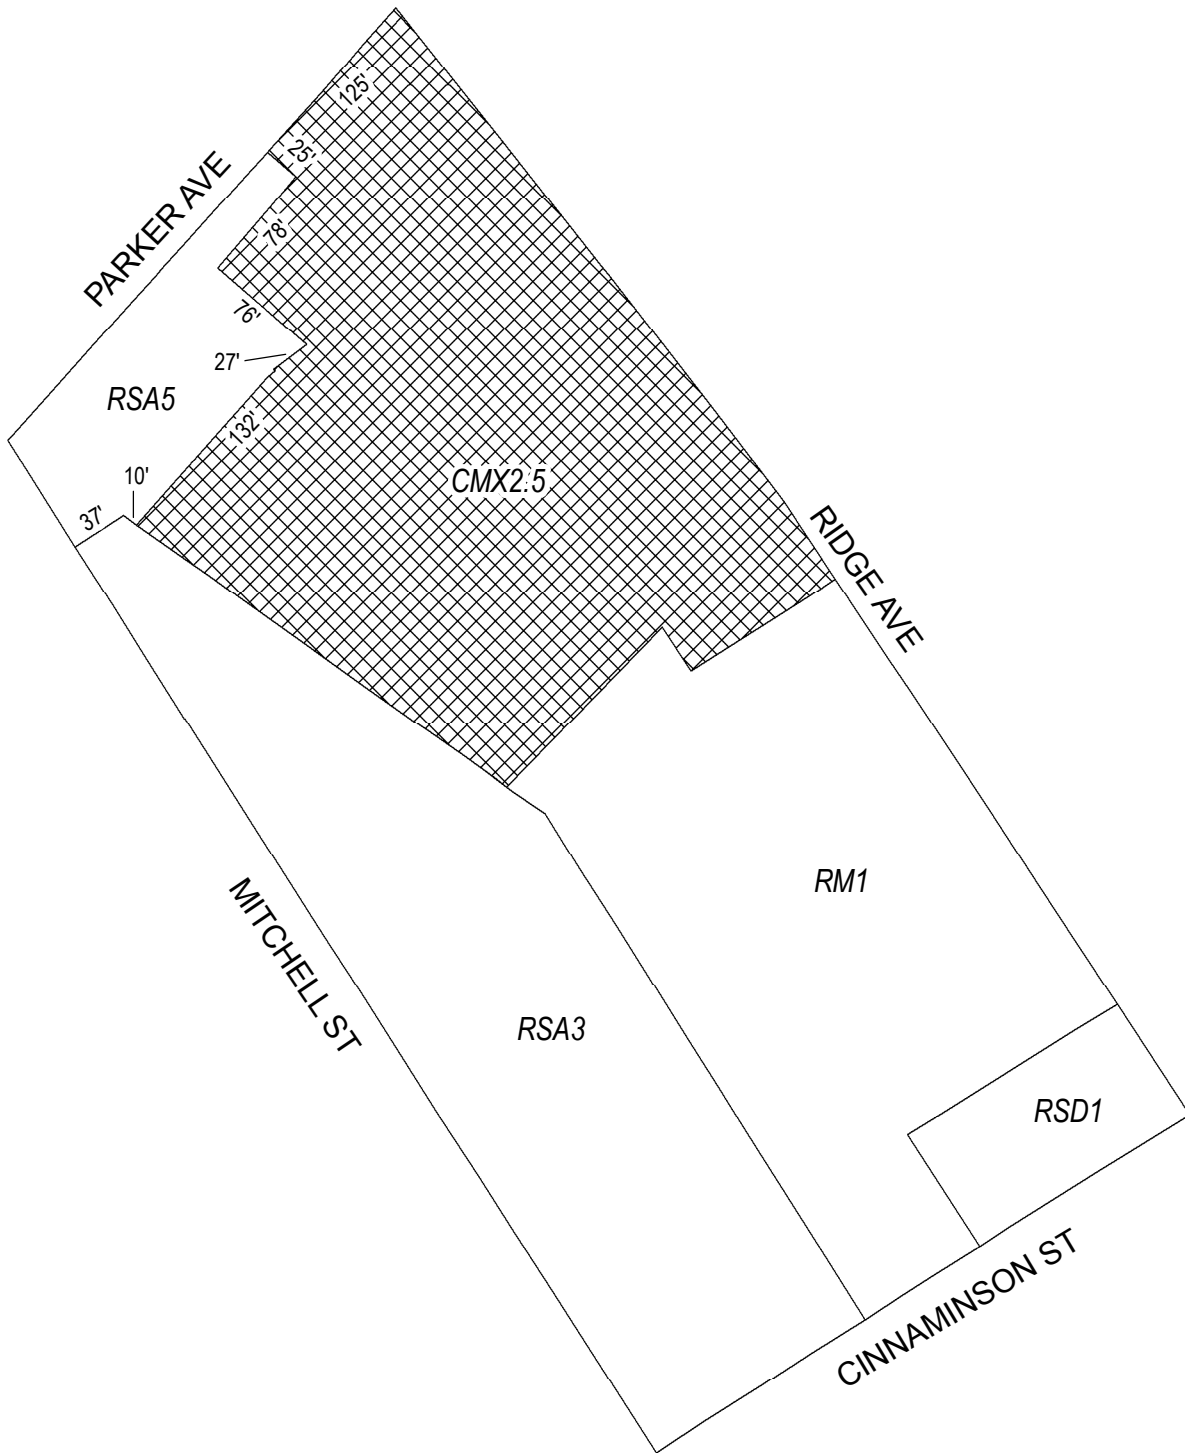 125'
25'
PARKER AVE
78'
76'
27'
RSA5
132'
10'
CMX2.5
37'
RIDGE AVE
RM1
MITCHELL ST
RSA3
RSD1
CINNAMINSON ST